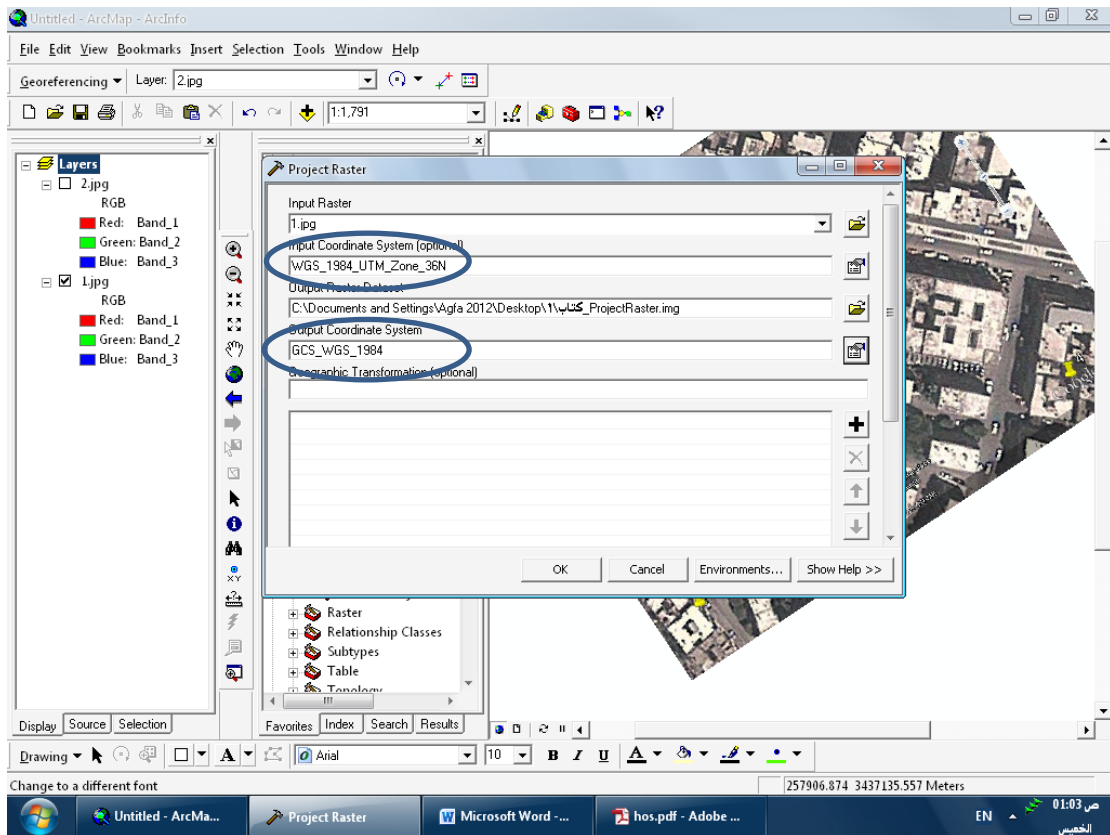 Untitled - ArcMap - ArcInfo
File Edit View Bookmarks Insert Selection Tools Window Help
Georeferencing Layer: 2.jpg
1:1,791
Layers
2.jpg
RGB
Red: Band_1
Green: Band_2
Blue: Band_3
1.jpg
RGB
Red: Band_1
Green: Band_2
Blue: Band_3
Display Source Selection
Project Raster
Input Raster
1.jpg
Input Coordinate System (optional)
WGS_1984_UTM_Zone_36N
Output Raster Dataset
C:\Documents and Settings\Agfa 2012\Desktop\كتاب\١_ProjectRaster.img
Output Coordinate System
GCS_WGS_1984
Geographic Transformation (optional)
OK Cancel Environments... Show Help >>
Raster
Relationship Classes
Subtypes
Table
Topology
Favorites Index Search Results
Google
Drawing A Arial 10 B I U A
Change to a different font
257906.874 3437135.557 Meters
Untitled - ArcMa... Project Raster Microsoft Word -... hos.pdf - Adobe ... EN 01:03 ص
الخميس